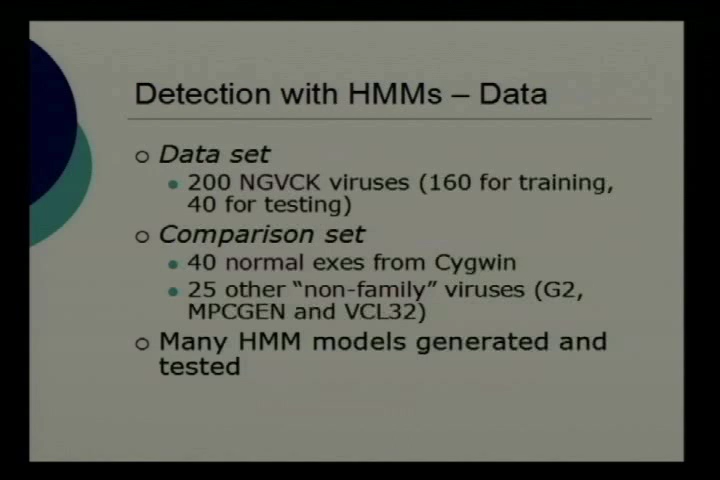 Detection with HMMs – Data
Data set
200 NGVCK viruses (160 for training,
40 for testing)
Comparison set
40 normal exes from Cygwin
25 other “non-family” viruses (G2,
MPCGEN and VCL32)
Many HMM models generated and
tested